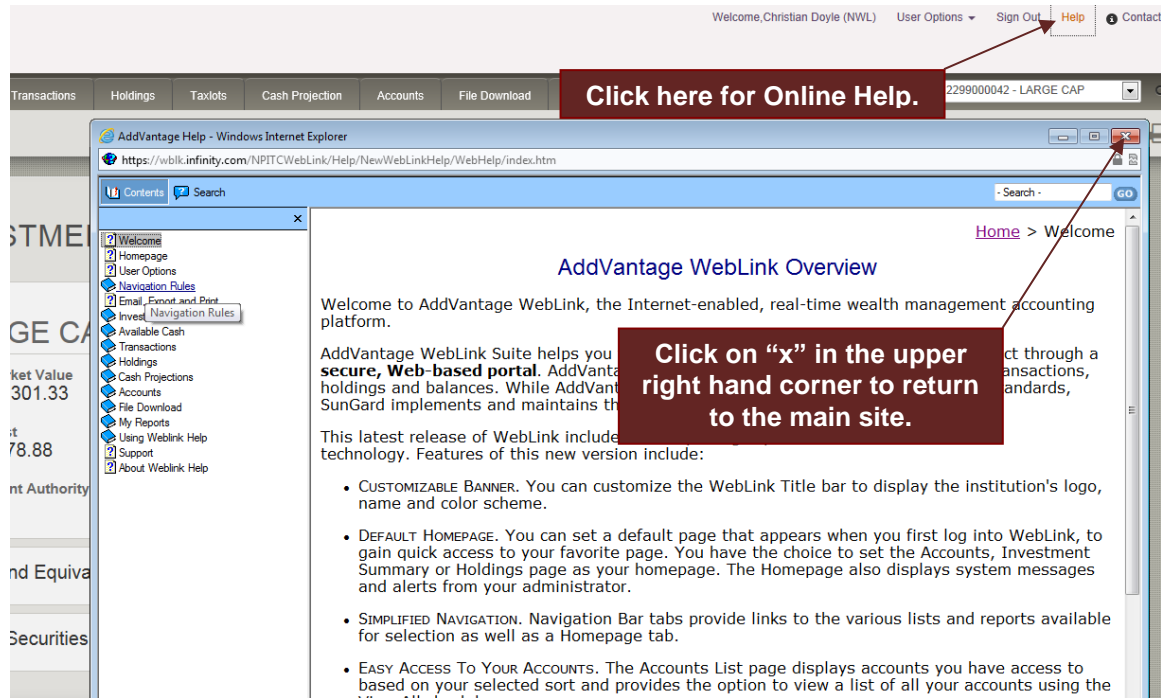 Welcome,Christian Doyle (NWL) User Options Sign Out Help Contact
Click here for Online Help.
Transactions Holdings Taxlots Cash Projection Accounts File Download
2299000042 - LARGE CAP
AddVantage Help - Windows Internet Explorer
https://wblk.infinity.com/NPITCWebLink/Help/NewWebLinkHelp/WebHelp/index.htm
Contents Search
- Search - GO
Home > Welcome
Welcome
Homepage
User Options
Navigation Rules
Email, Export and Print
Navigation Rules
Available Cash
Transactions
Holdings
Cash Projections
Accounts
File Download
My Reports
Using Weblink Help
Support
About Weblink Help
AddVantage WebLink Overview
Welcome to AddVantage WebLink, the Internet-enabled, real-time wealth management accounting
platform.
AddVantage WebLink Suite helps you
ct through a
secure, Web-based portal. AddVanta
ansactions,
holdings and balances. While AddVant
andards,
SunGard implements and maintains th
Click on “x” in the upper
right hand corner to return
to the main site.
This latest release of WebLink include
technology. Features of this new version include:
• CUSTOMIZABLE BANNER. You can customize the WebLink Title bar to display the institution's logo,
name and color scheme.
• DEFAULT HOMEPAGE. You can set a default page that appears when you first log into WebLink, to
gain quick access to your favorite page. You have the choice to set the Accounts, Investment
Summary or Holdings page as your homepage. The Homepage also displays system messages
and alerts from your administrator.
• SIMPLIFIED NAVIGATION. Navigation Bar tabs provide links to the various lists and reports available
for selection as well as a Homepage tab.
• EASY ACCESS TO YOUR ACCOUNTS. The Accounts List page displays accounts you have access to
based on your selected sort and provides the option to view a list of all your accounts using the
STMEI
GE CA
ket Value
301.33
st
78.88
nt Authority
nd Equiva
Securities